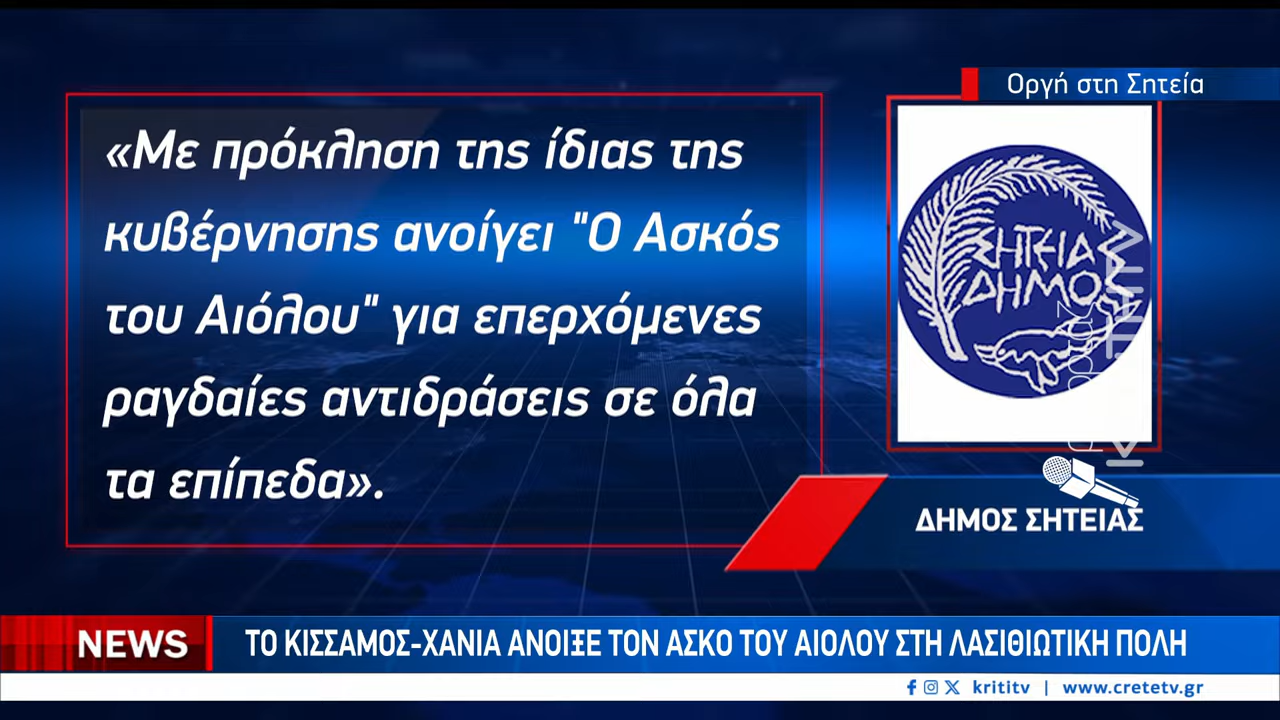 Οργή στη Σητεία
«Με πρόκληση της ίδιας της
κυβέρνησης ανοίγει "Ο Ασκός
του Αιόλου" για επερχόμενες
ραγδαίες αντιδράσεις σε όλα
τα επίπεδα».
ΣΗΤΕΙΑ
ΔΗΜΟΣ
ΔΗΜΟΣ ΣΗΤΕΙΑΣ
NEWS
ΤΟ ΚΙΣΣΑΜΟΣ-ΧΑΝΙΑ ΑΝΟΙΞΕ ΤΟΝ ΑΣΚΟ ΤΟΥ ΑΙΟΛΟΥ ΣΤΗ ΛΑΣΙΘΙΩΤΙΚΗ ΠΟΛΗ
krititv | www.cretetv.gr